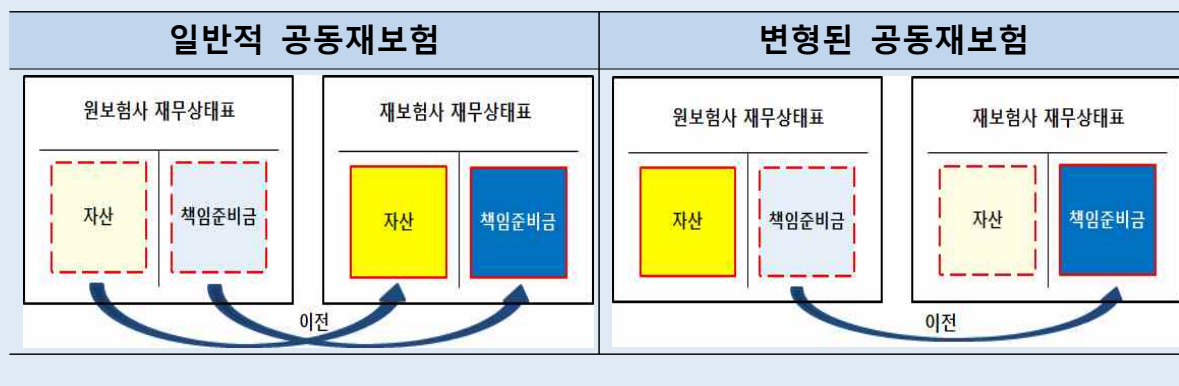 일반적 공동재보험
변형된 공동재보험
원보험사 재무상태표
재보험사 재무상태표
자산
책임준비금
자산
책임준비금
이전
원보험사 재무상태표
재보험사 재무상태표
자산
책임준비금
자산
책임준비금
이전